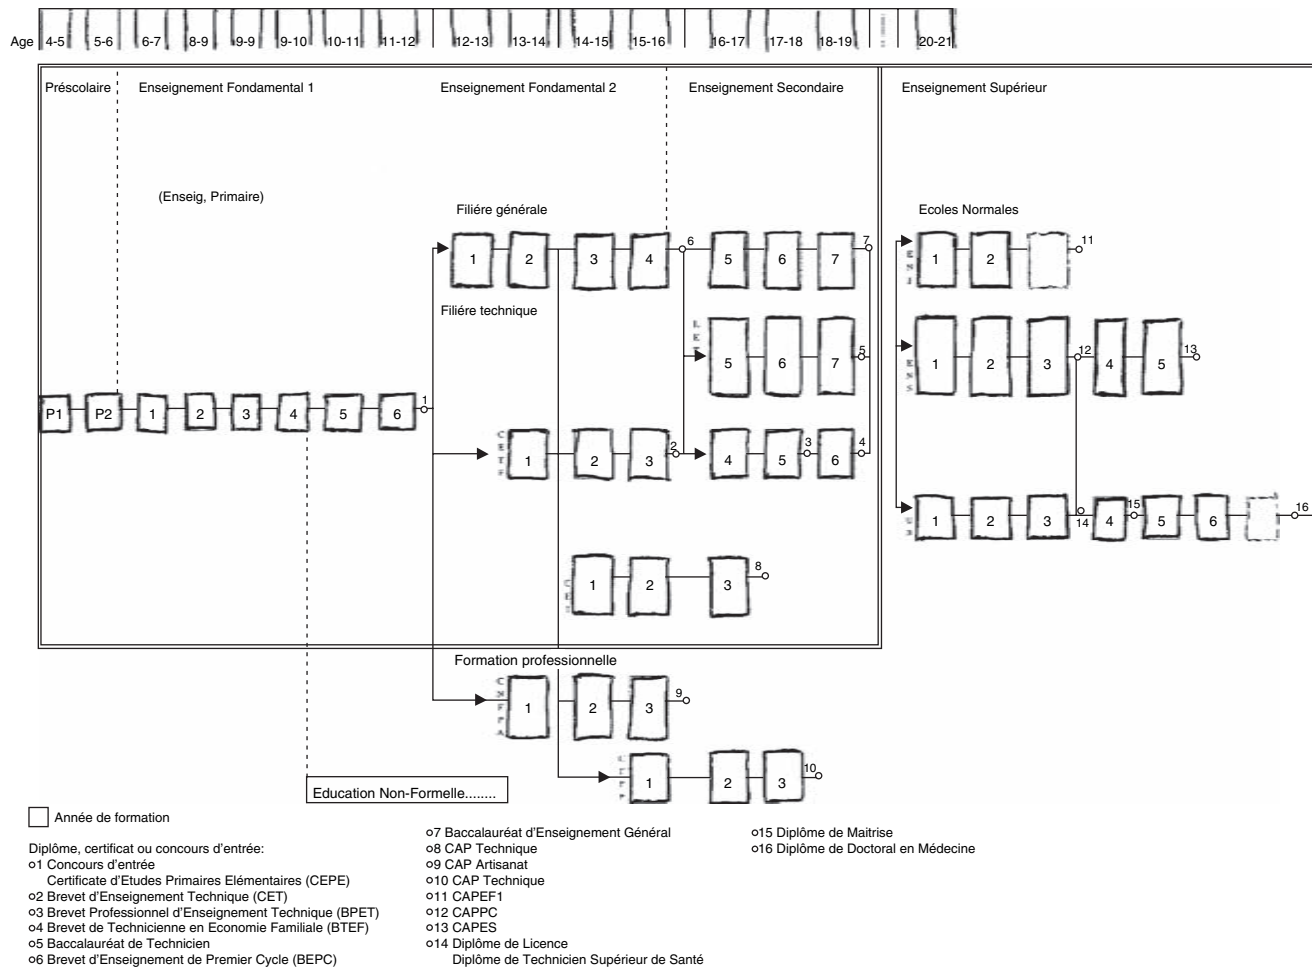 Age 4-5 5-6 6-7 8-9 9-9 9-10 10-11 11-12 12-13 13-14 14-15 15-16 16-17 17-18 18-19 20-21
Préscolaire Enseignement Fondamental 1 Enseignement Fondamental 2 Enseignement Secondaire Enseignement Supérieur
(Enseig, Primaire)
Filiére générale Ecoles Normales
1 2 3 4 6 5 6 7 7 1 2 11
Filiére technique
5 6 7 5
E N S 1 2 3 12 4 5 13
P1 P2 1 2 3 4 5 6 1
C E T F 1 2 3 2 4 5 3 6 4
1 2 3 14 4 15 5 6 16
1 2 3 8
Formation professionnelle
C N F P A 1 2 3 9
1 2 3 10
Education Non-Formelle........
Année de formation
Diplôme, certificat ou concours d'entrée:
1 Concours d'entrée
Certificate d'Etudes Primaires Elémentaires (CEPE)
2 Brevet d'Enseignement Technique (CET)
3 Brevet Professionnel d'Enseignement Technique (BPET)
4 Brevet de Technicienne en Economie Familiale (BTEF)
5 Baccalauréat de Technicien
6 Brevet d'Enseignement de Premier Cycle (BEPC)
7 Baccalauréat d'Enseignement Général
8 CAP Technique
9 CAP Artisanat
10 CAP Technique
11 CAPEF1
12 CAPPC
13 CAPES
14 Diplôme de Licence
Diplôme de Technicien Supérieur de Santé
15 Diplôme de Maitrise
16 Diplôme de Doctoral en Médecine